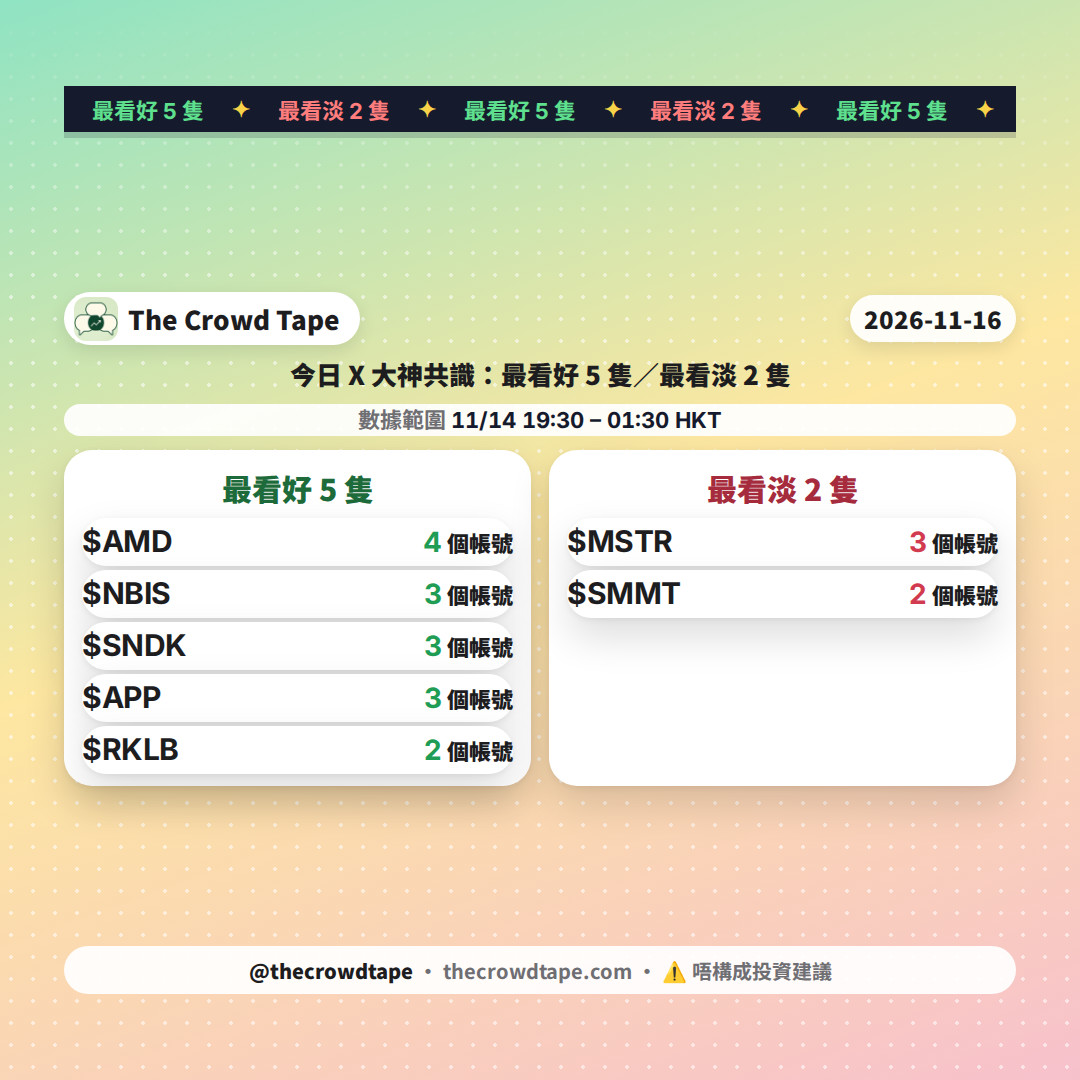 最看好 5 隻 ✦ 最看淡 2 隻 ✦ 最看好 5 隻 ✦ 最看淡 2 隻 ✦ 最看好 5 隻 ✦
The Crowd Tape
2026-11-16
今日 X 大神共識：最看好 5 隻／最看淡 2 隻
數據範圍 11/14 19:30 – 01:30 HKT
最看好 5 隻
$AMD 4 個帳號
$NBIS 3 個帳號
$SNDK 3 個帳號
$APP 3 個帳號
$RKLB 2 個帳號
最看淡 2 隻
$MSTR 3 個帳號
$SMMT 2 個帳號
@thecrowdtape • thecrowdtape.com • ⚠️ 唔構成投資建議